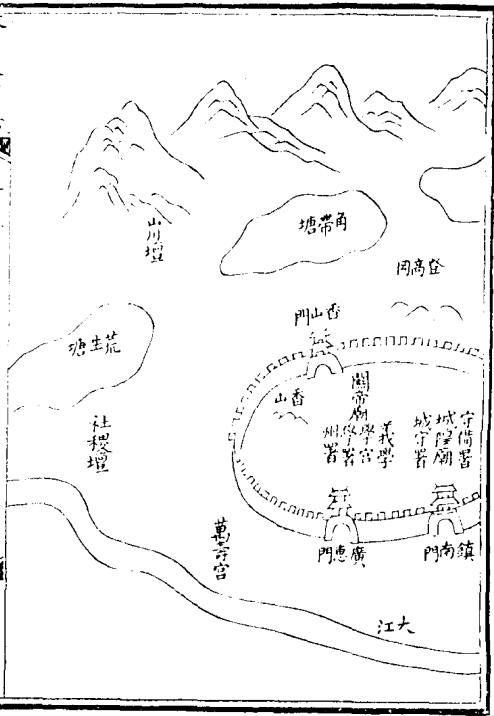 角帶塘
登高岡
山川壇
香山門
荒生塘
守備署
城隍廟
城守署
義學
關帝廟
學宮
學署
州署
香山
社稷壇
萬壽宮
鎮南門
廣惠門
大江